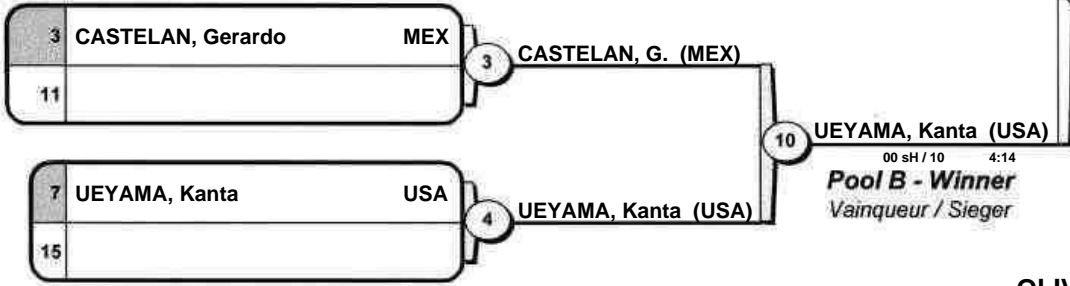 3 CASTELAN, Gerardo MEX
11
3
CASTELAN, G. (MEX)
7 UEYAMA, Kanta USA
15
4
UEYAMA, Kanta (USA)
10
UEYAMA, Kanta (USA)
00 sH / 10 4:14
Pool B - Winner
Vainqueur / Sieger